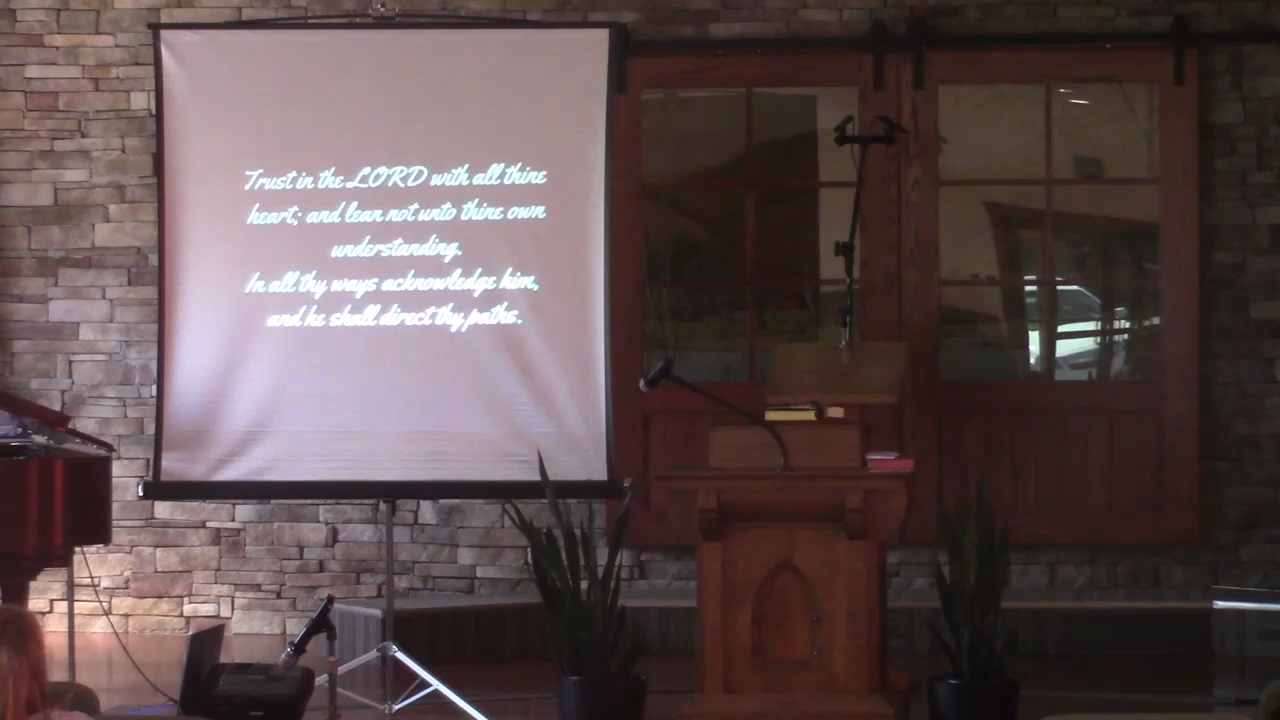 Trust in the LORD with all thine
heart; and lean not unto thine own
understanding.
In all thy ways acknowledge him,
and he shall direct thy paths.